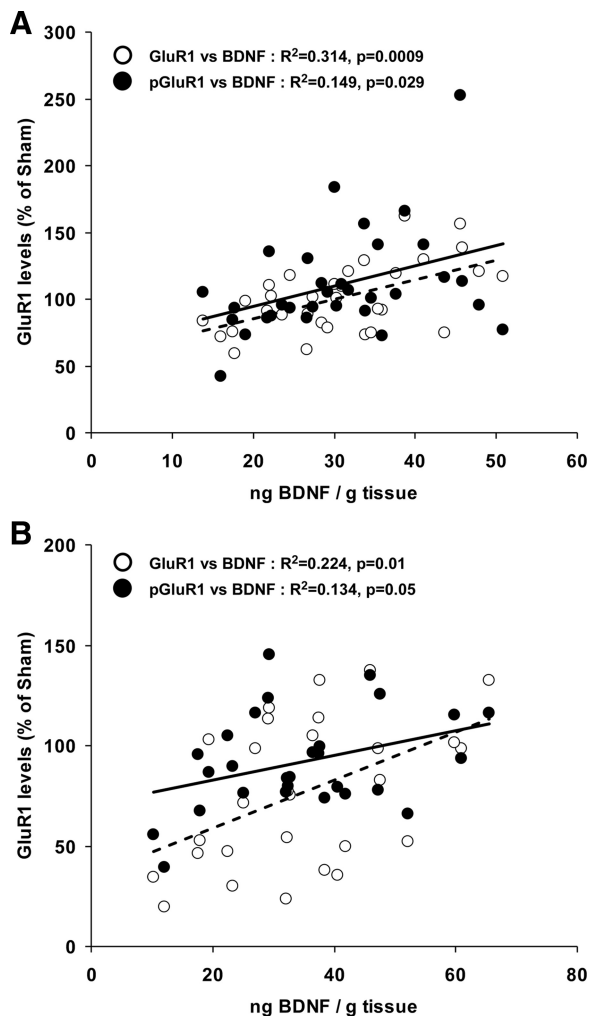 A
300
GluR1 vs BDNF : R²=0.314, p=0.0009
pGluR1 vs BDNF : R²=0.149, p=0.029
250
200
150
100
50
0
GluR1 levels (% of Sham)
0 10 20 30 40 50 60
ng BDNF / g tissue
B
200
GluR1 vs BDNF : R²=0.224, p=0.01
pGluR1 vs BDNF : R²=0.134, p=0.05
150
100
50
0
GluR1 levels (% of Sham)
0 20 40 60 80
ng BDNF / g tissue